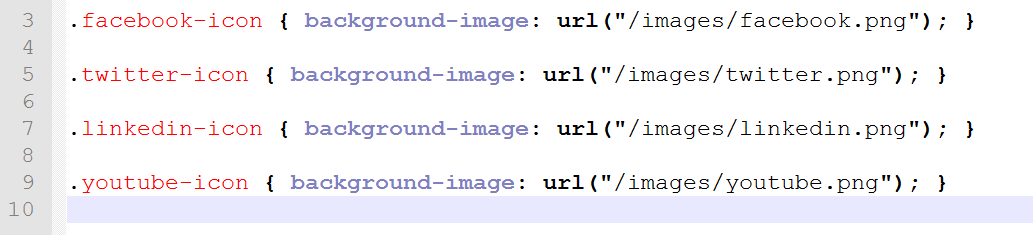 3 .facebook-icon { background-image: url("/images/facebook.png"); }
4
5 .twitter-icon { background-image: url("/images/twitter.png"); }
6
7 .linkedin-icon { background-image: url("/images/linkedin.png"); }
8
9 .youtube-icon { background-image: url("/images/youtube.png"); }
10